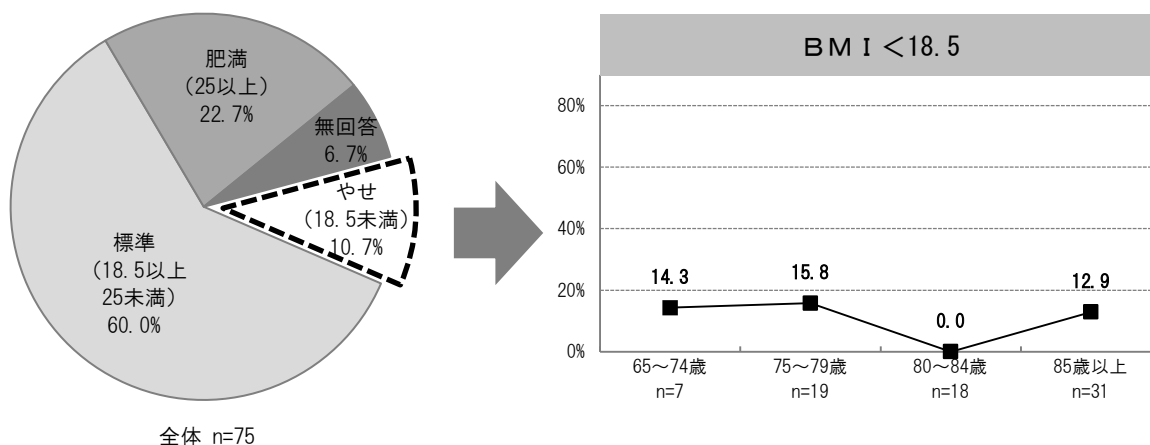 肥満
（25以上）
22.7%
無回答
6.7%
やせ
（18.5未満）
10.7%
標準
（18.5以上
25未満）
60.0%
全体 n=75
ＢＭＩ＜18.5
80%
60%
40%
20%
0%
14.3
15.8
0.0
12.9
65～74歳
n=7
75～79歳
n=19
80～84歳
n=18
85歳以上
n=31